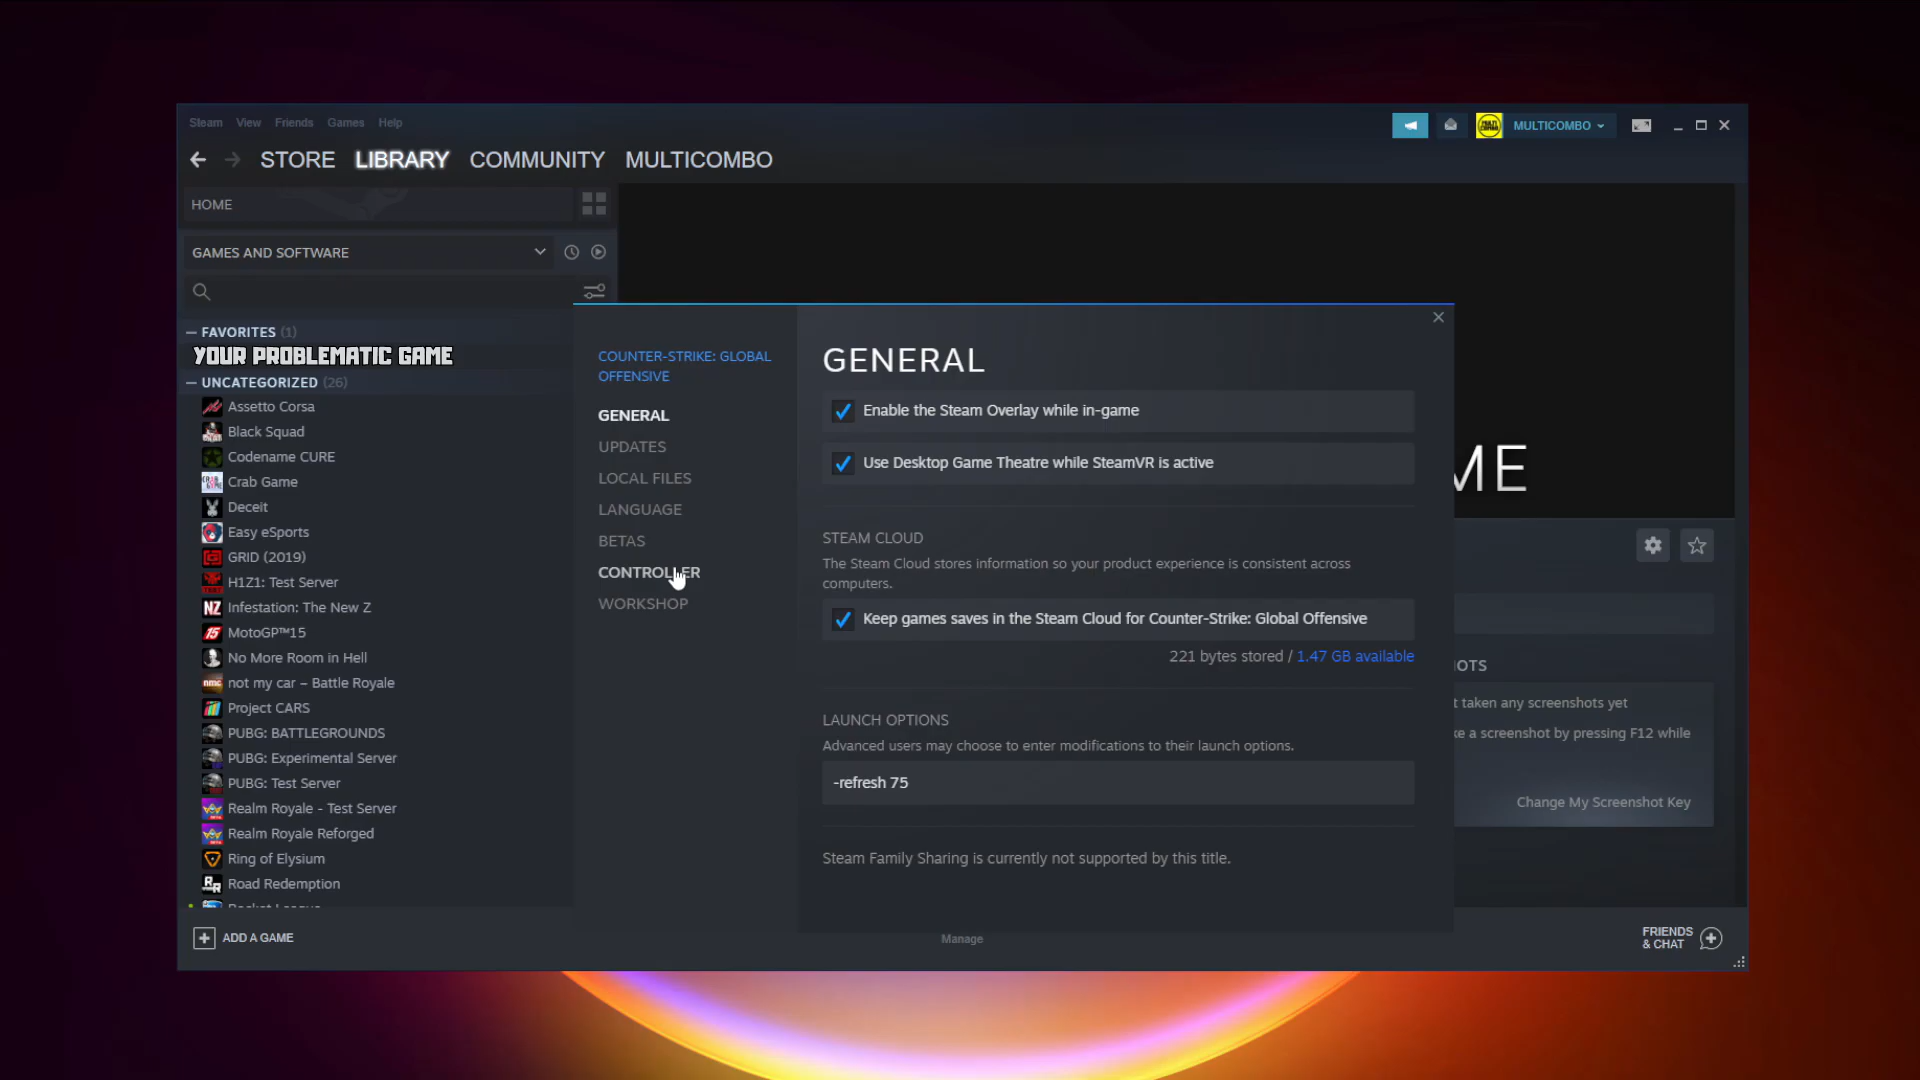 Steam View Friends Games Help
MULTICOMBO
STORE LIBRARY COMMUNITY MULTICOMBO
HOME
GAMES AND SOFTWARE
FAVORITES (1)
YOUR PROBLEMATIC GAME
UNCATEGORIZED (26)
Assetto Corsa
Black Squad
Codename CURE
Crab Game
Deceit
Easy eSports
GRID (2019)
H1Z1: Test Server
Infestation: The New Z
MotoGP™15
No More Room in Hell
not my car – Battle Royale
Project CARS
PUBG: BATTLEGROUNDS
PUBG: Experimental Server
PUBG: Test Server
Realm Royale - Test Server
Realm Royale Reforged
Ring of Elysium
Road Redemption
Rocket League
ADD A GAME
COUNTER-STRIKE: GLOBAL
OFFENSIVE
GENERAL
UPDATES
LOCAL FILES
LANGUAGE
BETAS
CONTROLLER
WORKSHOP
GENERAL
Enable the Steam Overlay while in-game
Use Desktop Game Theatre while SteamVR is active
STEAM CLOUD
The Steam Cloud stores information so your product experience is consistent across
computers.
Keep games saves in the Steam Cloud for Counter-Strike: Global Offensive
221 bytes stored / 1.47 GB available
LAUNCH OPTIONS
Advanced users may choose to enter modifications to their launch options.
-refresh 75
Steam Family Sharing is currently not supported by this title.
Manage
ME
OTS
t taken any screenshots yet
ke a screenshot by pressing F12 while
Change My Screenshot Key
FRIENDS
& CHAT